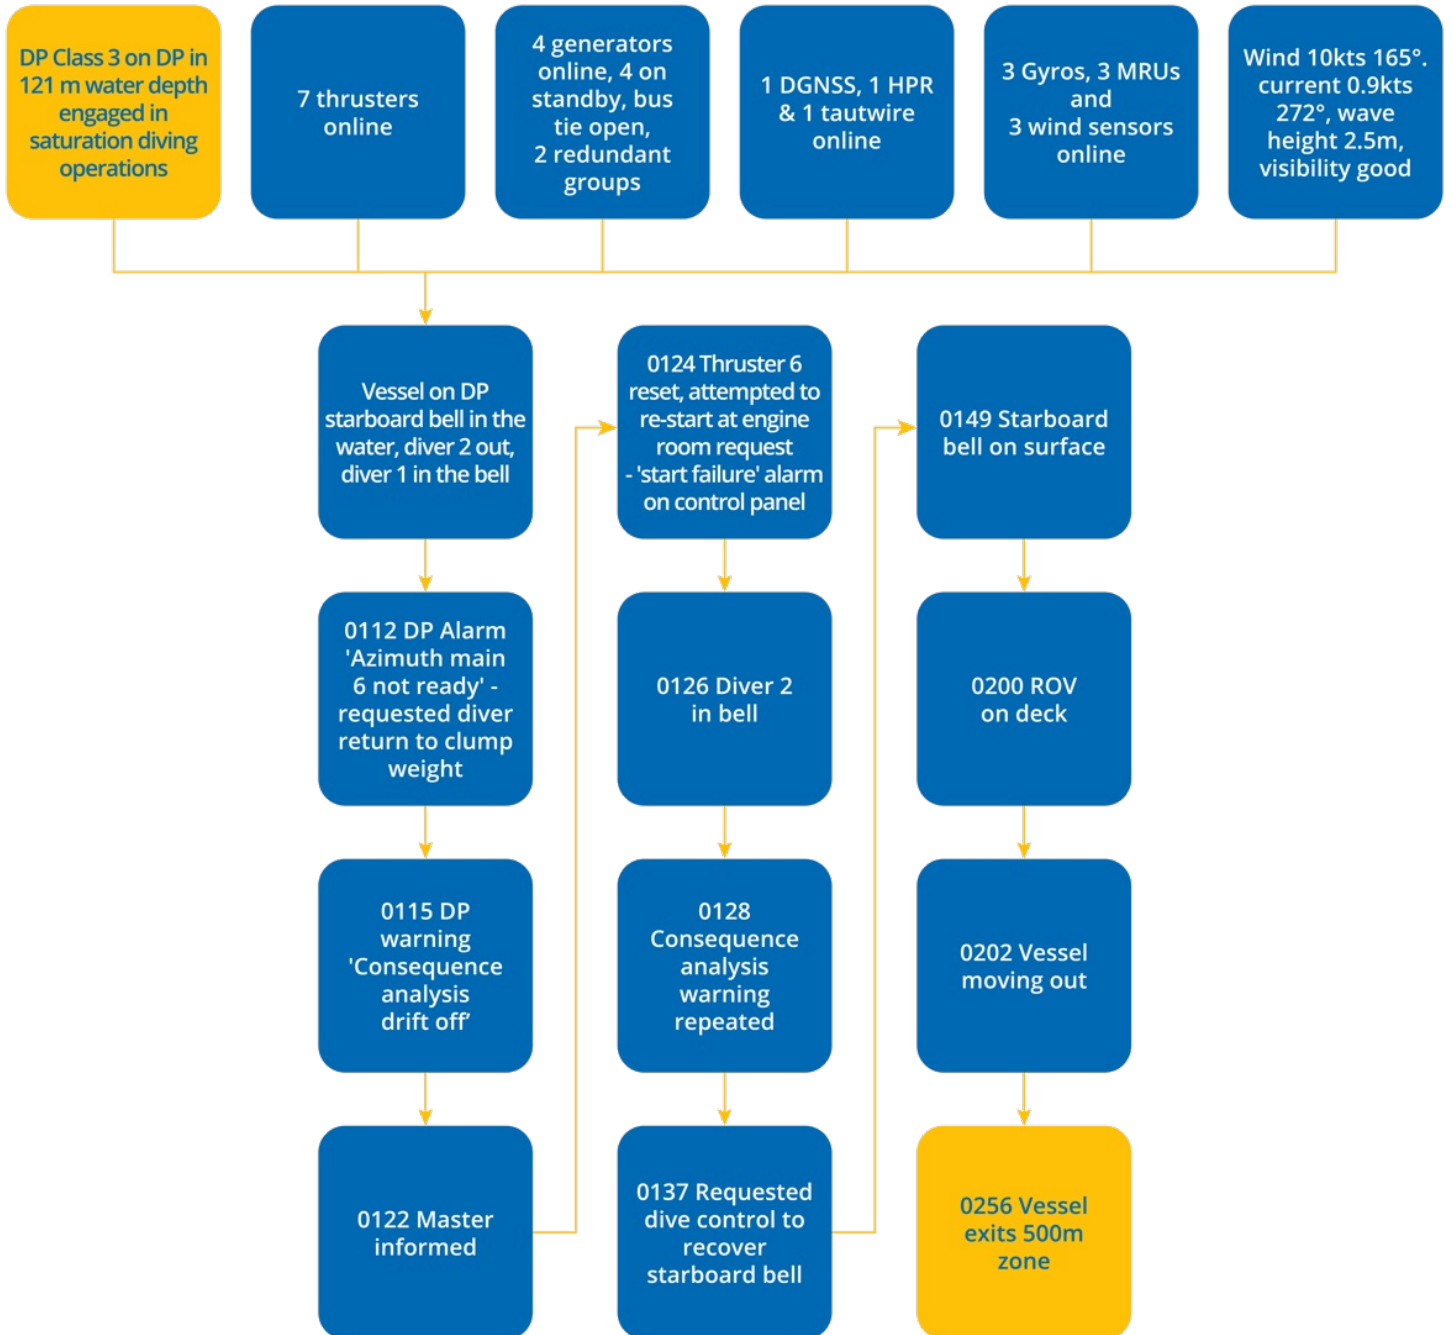 DP Class 3 on DP in
121 m water depth
engaged in
saturation diving
operations
7 thrusters
online
4 generators
online, 4 on
standby, bus
tie open,
2 redundant
groups
1 DGNSS, 1 HPR
& 1 tautwire
online
3 Gyros, 3 MRUs
and
3 wind sensors
online
Wind 10kts 165°.
current 0.9kts
272°, wave
height 2.5m,
visibility good
Vessel on DP
starboard bell in the
water, diver 2 out,
diver 1 in the bell
0112 DP Alarm
'Azimuth main
6 not ready' -
requested diver
return to clump
weight
0115 DP
warning
'Consequence
analysis
drift off’
0122 Master
informed
0124 Thruster 6
reset, attempted to
re-start at engine
room request
- 'start failure' alarm
on control panel
0126 Diver 2
in bell
0128
Consequence
analysis
warning
repeated
0137 Requested
dive control to
recover
starboard bell
0149 Starboard
bell on surface
0200 ROV
on deck
0202 Vessel
moving out
0256 Vessel
exits 500m
zone